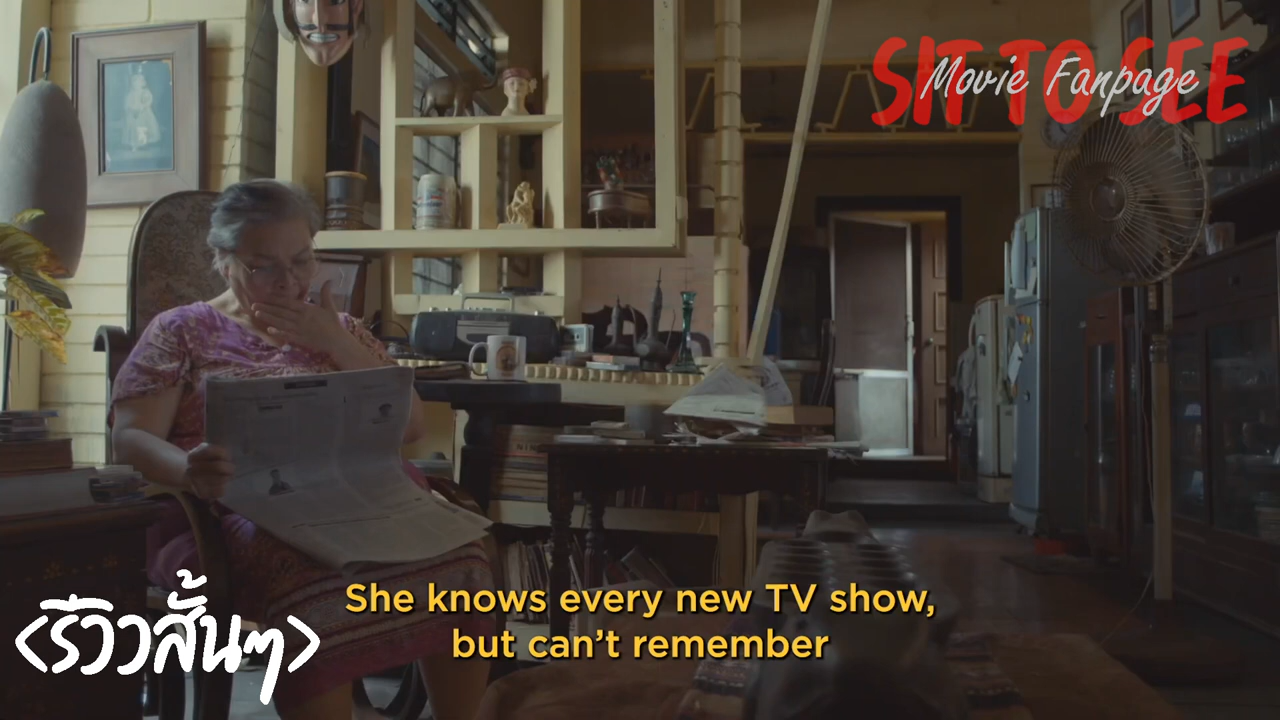 SIT TO SEE
Movie Fanpage
She knows every new TV show,
but can't remember
<รีวิวสั้นๆ>